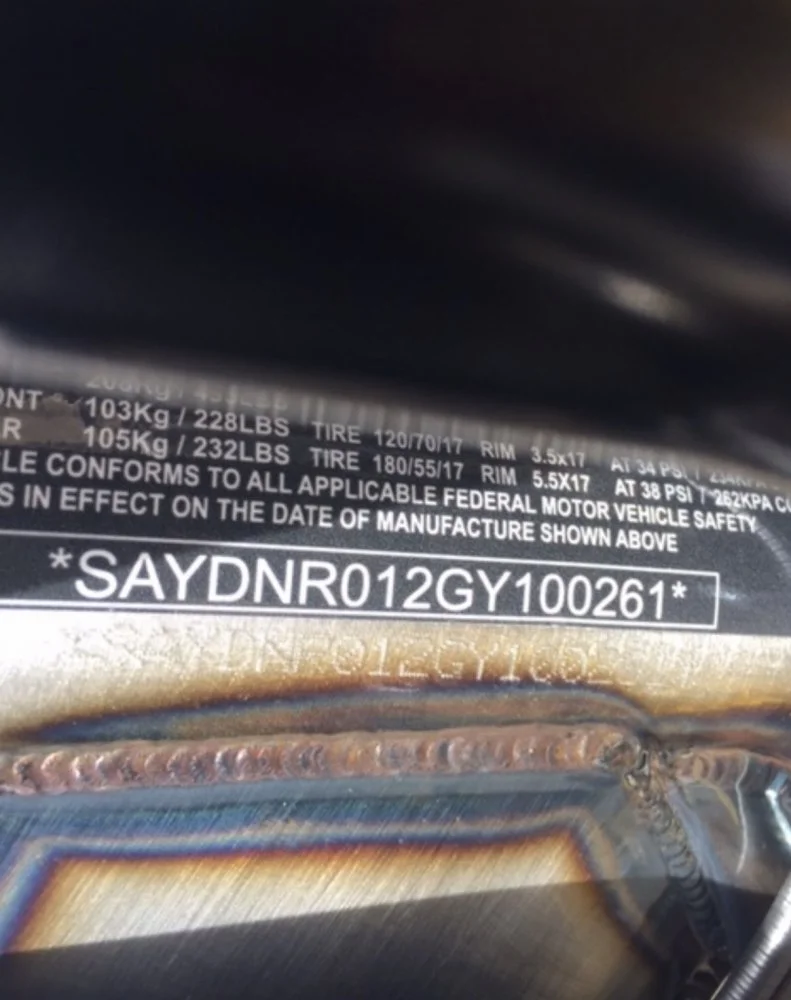 ONT 103Kg / 228LBS TIRE 120/70/17 RIM 3.5x17 AT 34 PSI / 234KPA
R 105Kg / 232LBS TIRE 180/55/17 RIM 5.5X17 AT 38 PSI / 262KPA CO
LE CONFORMS TO ALL APPLICABLE FEDERAL MOTOR VEHICLE SAFETY
S IN EFFECT ON THE DATE OF MANUFACTURE SHOWN ABOVE
*SAYDNR012GY100261*